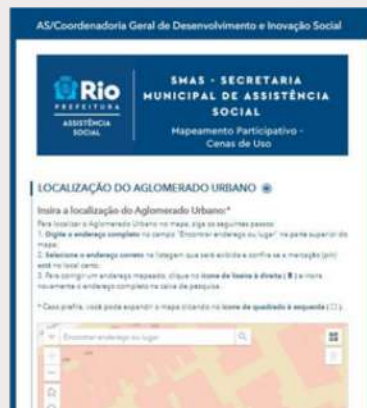 AS/Coordenadoria Geral de Desenvolvimento e Inovação Social
Rio
PREFEITURA
ASSISTÊNCIA
SOCIAL
SMAS - SECRETARIA
MUNICIPAL DE ASSISTÊNCIA
SOCIAL
Mapeamento Participativo -
Cenas de Uso
LOCALIZAÇÃO DO AGLOMERADO URBANO
Insira a localização do Aglomerado Urbano:*
Para localizar o Aglomerado Urbano no mapa, siga os seguintes passos:
1. Digite o endereço completo no campo "Encontrar endereço ou lugar" na parte superior do
mapa;
2. Selecione o endereço correto na listagem que será exibida e confira se a marcação (pin)
está no local certo;
3. Para corrigir um endereço mapeado, clique no ícone de lixeira à direita ( ) e insira
novamente o endereço completo na caixa de pesquisa.
* Caso prefira, você pode expandir o mapa clicando no ícone de quadrado à esquerda ( ).
Encontrar endereço ou lugar